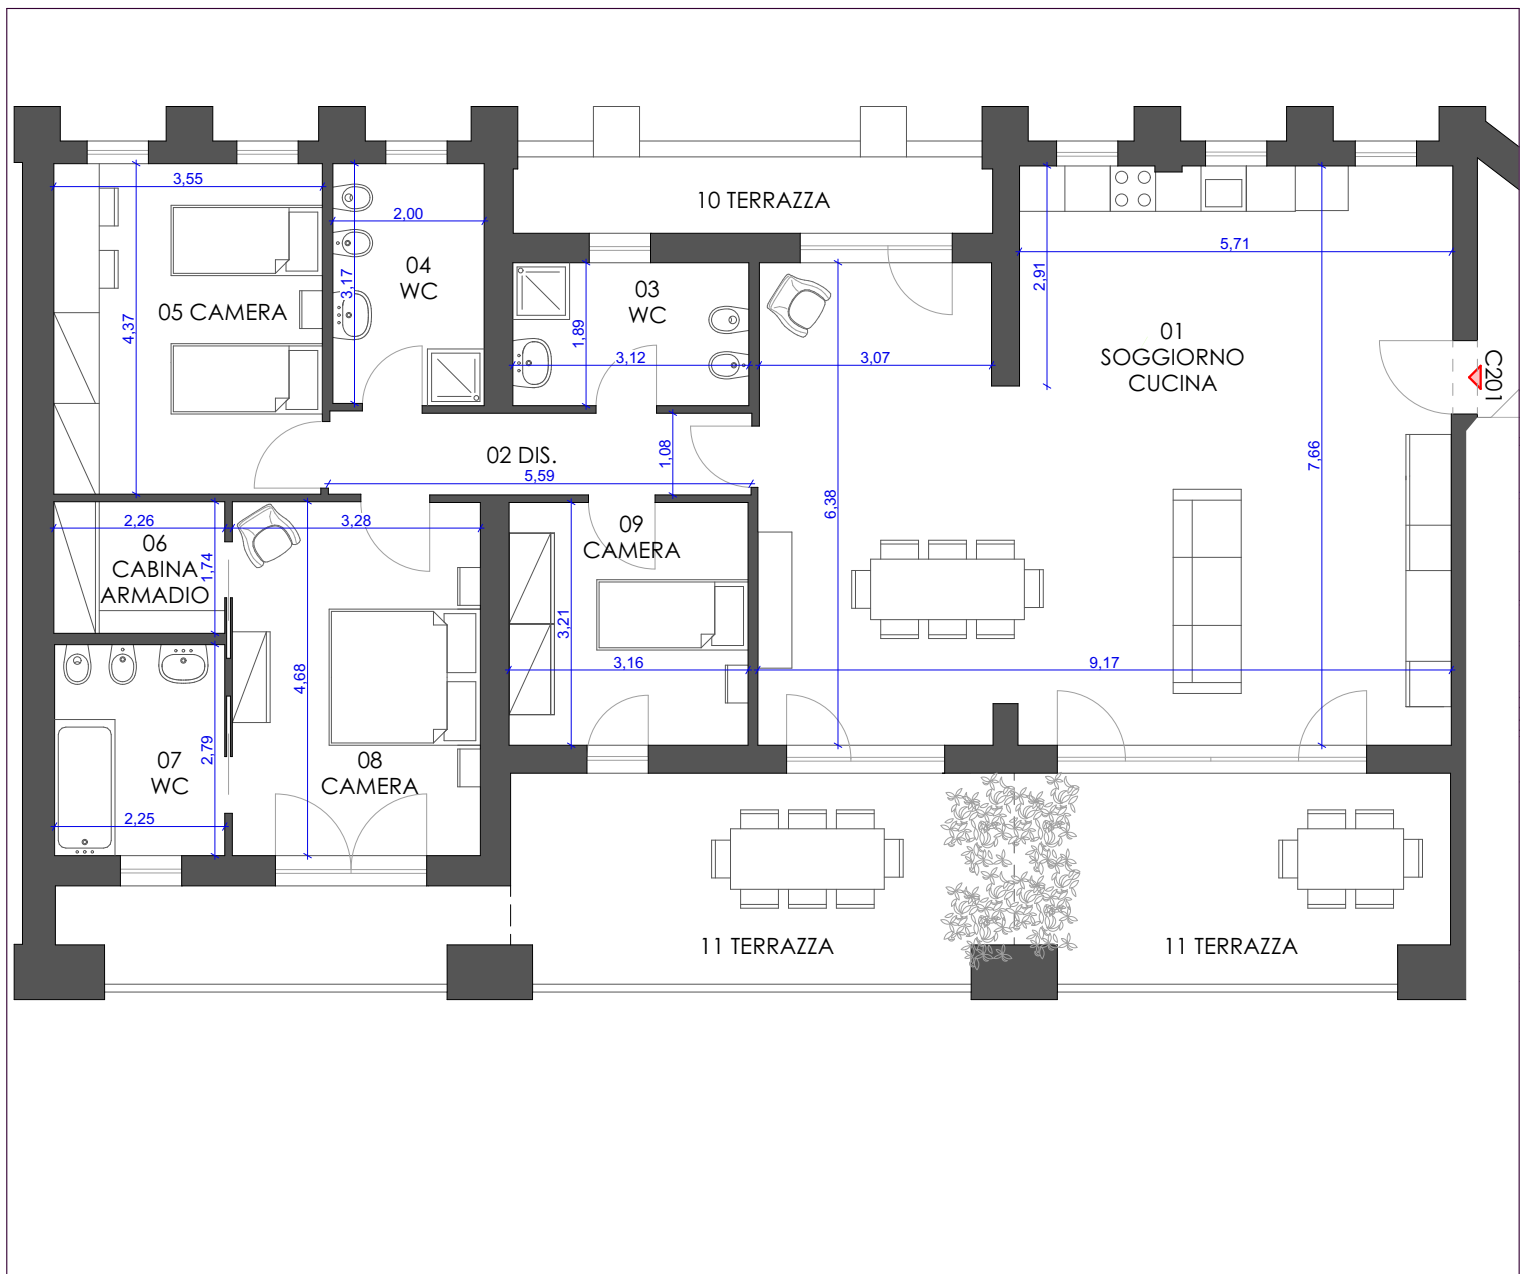 3,55
2,00
10 TERRAZZA
5,71
04
WC
3,17
2,91
03
WC
05 CAMERA
4,37
1,89
3,12
3,07
01
SOGGIORNO
CUCINA
C201
02 DIS.
1,08
5,59
7,66
6,38
2,26
3,28
09
CAMERA
06
CABINA
ARMADIO
1,74
3,21
3,16
9,17
4,68
07
WC
2,79
08
CAMERA
2,25
11 TERRAZZA
11 TERRAZZA